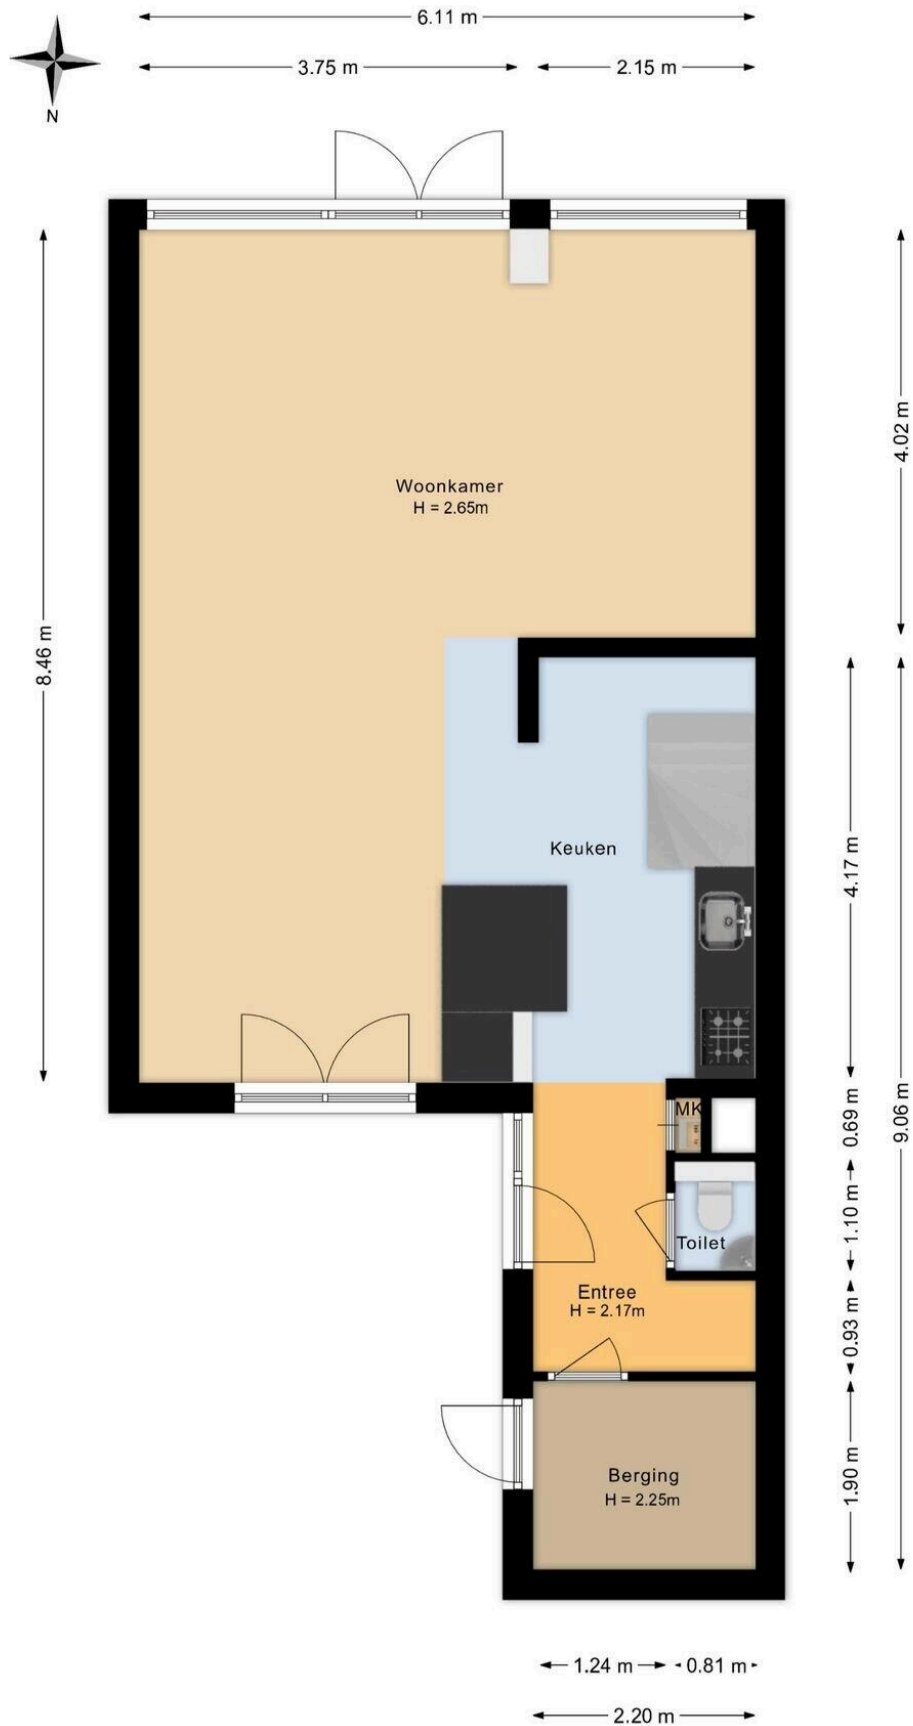 6.11 m
3.75 m
2.15 m
N
8.46 m
4.02 m
Woonkamer
H = 2.65m
Keuken
4.17 m
9.06 m
MK
0.69 m
Toilet
1.10 m
Entree
H = 2.17m
0.93 m
Berging
H = 2.25m
1.90 m
1.24 m
0.81 m
2.20 m